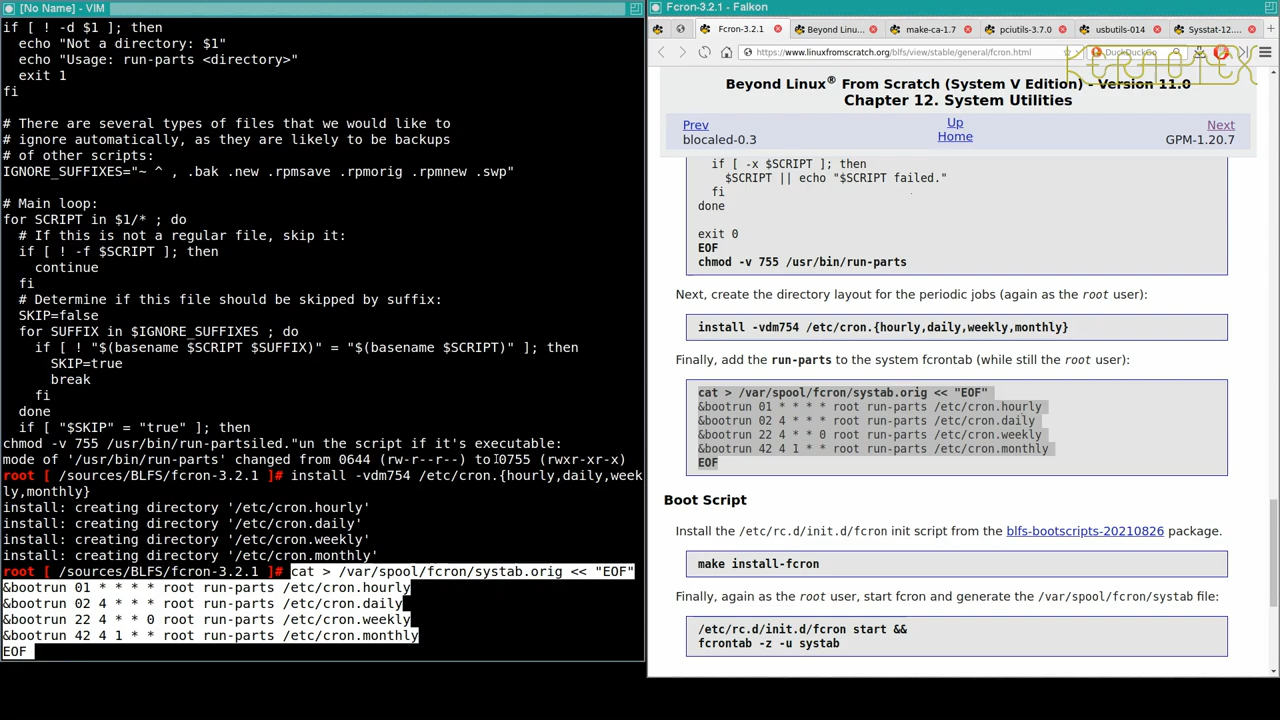 [No Name] - VIM
if [ ! -d $1 ]; then
  echo "Not a directory: $1"
  echo "Usage: run-parts <directory>"
  exit 1
fi
# There are several types of files that we would like to
# ignore automatically, as they are likely to be backups
# of other scripts:
IGNORE_SUFFIXES="~ ^ , .bak .new .rpmsave .rpmorig .rpmnew .swp"
# Main loop:
for SCRIPT in $1/* ; do
  # If this is not a regular file, skip it:
  if [ ! -f $SCRIPT ]; then
    continue
  fi
  # Determine if this file should be skipped by suffix:
  SKIP=false
  for SUFFIX in $IGNORE_SUFFIXES ; do
    if [ ! "$(basename $SCRIPT $SUFFIX)" = "$(basename $SCRIPT)" ]; then
      SKIP=true
      break
    fi
  done
  if [ "$SKIP" = "true" ]; then
chmod -v 755 /usr/bin/run-partsiled."un the script if it's executable:
mode of '/usr/bin/run-parts' changed from 0644 (rw-r--r--) to 0755 (rwxr-xr-x)
root [ /sources/BLFS/fcron-3.2.1 ]# install -vdm754 /etc/cron.{hourly,daily,week
ly,monthly}
install: creating directory '/etc/cron.hourly'
install: creating directory '/etc/cron.daily'
install: creating directory '/etc/cron.weekly'
install: creating directory '/etc/cron.monthly'
root [ /sources/BLFS/fcron-3.2.1 ]# cat > /var/spool/fcron/systab.orig << "EOF"
&bootrun 01 * * * * root run-parts /etc/cron.hourly
&bootrun 02 4 * * * root run-parts /etc/cron.daily
&bootrun 22 4 * * 0 root run-parts /etc/cron.weekly
&bootrun 42 4 1 * * root run-parts /etc/cron.monthly
EOF
Fcron-3.2.1 - Falkon
Fcron-3.2.1
Beyond Linu...
make-ca-1.7
pciutils-3.7.0
usbutils-014
Sysstat-12....
https://www.linuxfromscratch.org/blfs/view/stable/general/fcron.html
DuckDuckGo
KERNOTEX
Beyond Linux® From Scratch (System V Edition) - Version 11.0
Chapter 12. System Utilities
Prev
Up
Next
blocaled-0.3
Home
GPM-1.20.7
  if [ -x $SCRIPT ]; then
    $SCRIPT || echo "$SCRIPT failed."
  fi
done
exit 0
EOF
chmod -v 755 /usr/bin/run-parts
Next, create the directory layout for the periodic jobs (again as the root user):
install -vdm754 /etc/cron.{hourly,daily,weekly,monthly}
Finally, add the run-parts to the system fcrontab (while still the root user):
cat > /var/spool/fcron/systab.orig << "EOF"
&bootrun 01 * * * * root run-parts /etc/cron.hourly
&bootrun 02 4 * * * root run-parts /etc/cron.daily
&bootrun 22 4 * * 0 root run-parts /etc/cron.weekly
&bootrun 42 4 1 * * root run-parts /etc/cron.monthly
EOF
Boot Script
Install the /etc/rc.d/init.d/fcron init script from the blfs-bootscripts-20210826 package.
make install-fcron
Finally, again as the root user, start fcron and generate the /var/spool/fcron/systab file:
/etc/rc.d/init.d/fcron start &&
fcrontab -z -u systab